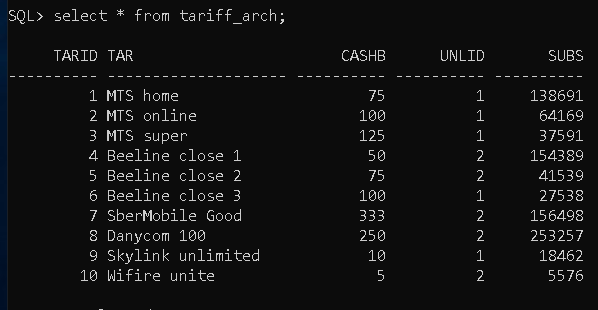 SQL> select * from tariff_arch;
TARID TAR CASHB UNLID SUBS
---------- -------------------- ---------- ---------- ----------
1 MTS home 75 1 138691
2 MTS online 100 1 64169
3 MTS super 125 1 37591
4 Beeline close 1 50 2 154389
5 Beeline close 2 75 2 41539
6 Beeline close 3 100 1 27538
7 SberMobile Good 333 2 156498
8 Danycom 100 250 2 253257
9 Skylink unlimited 10 1 18462
10 Wifire unite 5 2 5576